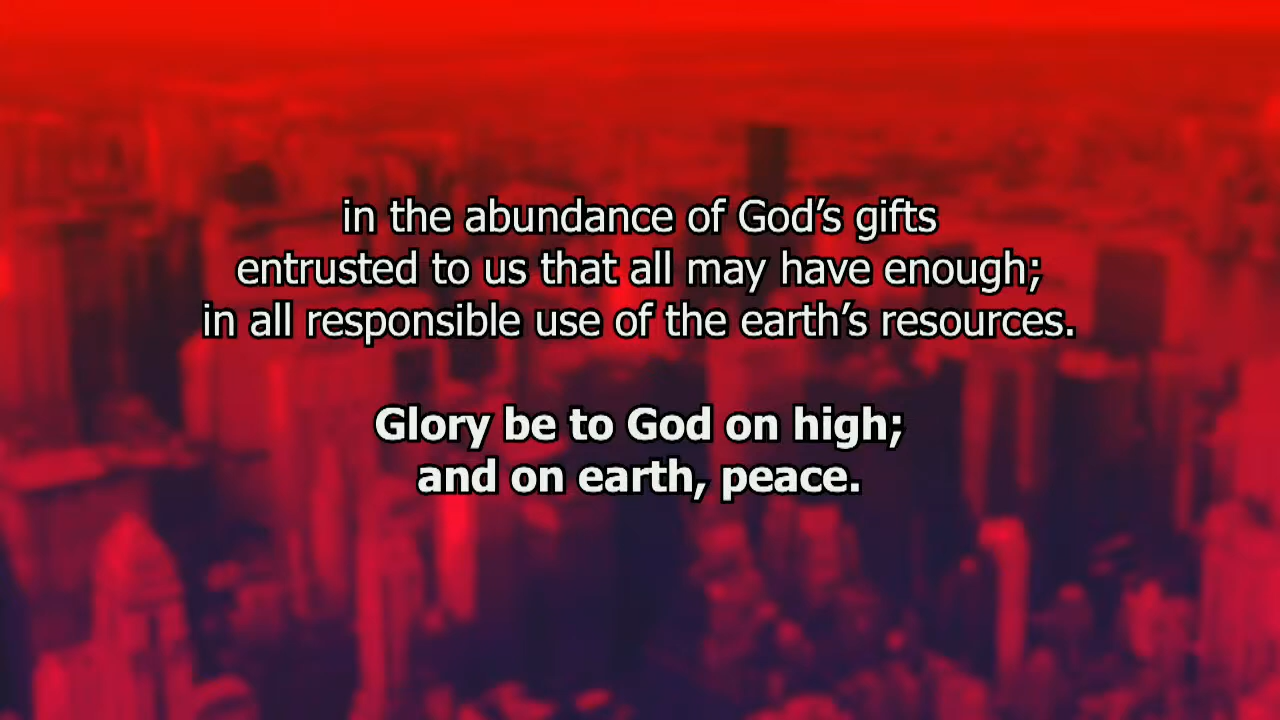 in the abundance of God’s gifts
entrusted to us that all may have enough;
in all responsible use of the earth’s resources.
Glory be to God on high;
and on earth, peace.